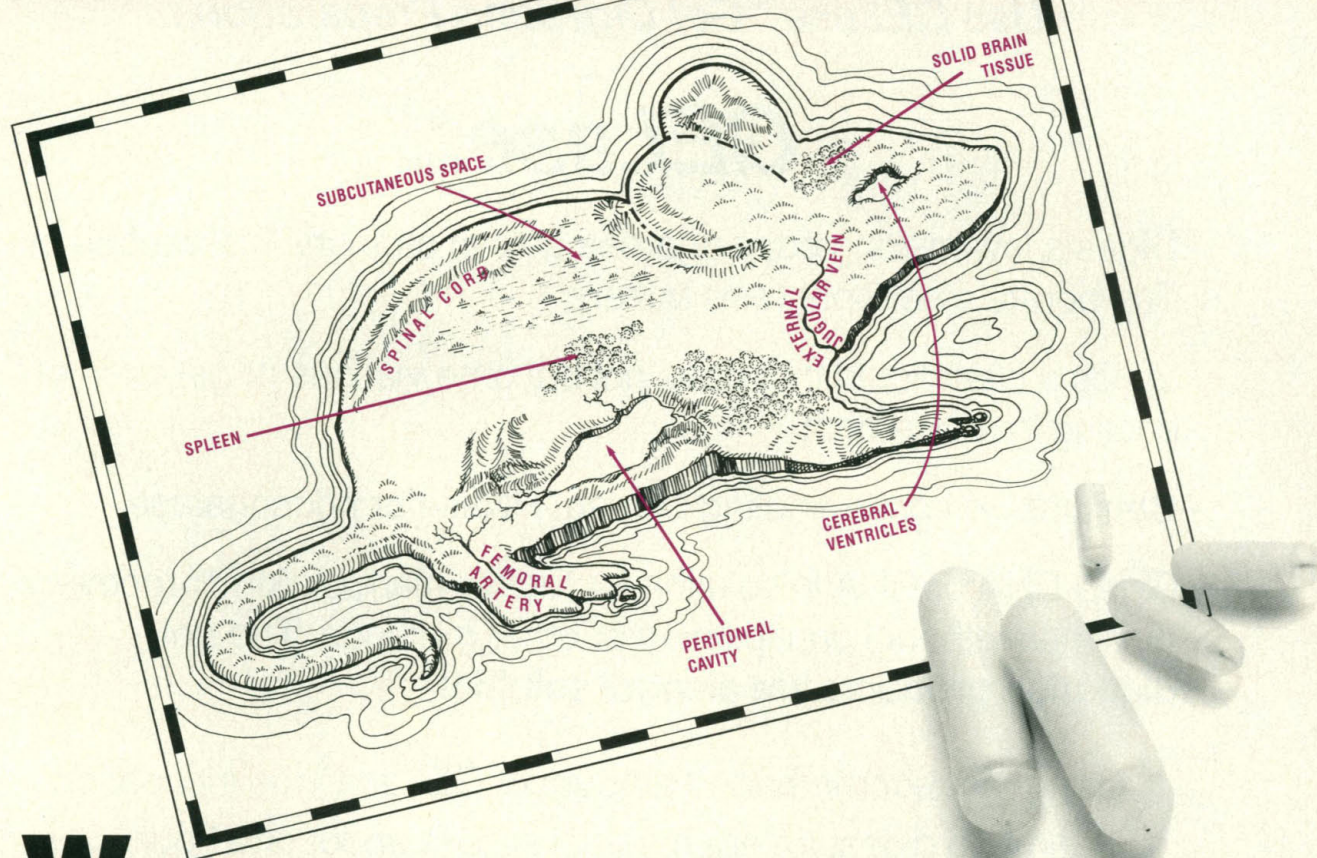 SOLID BRAIN
TISSUE
SUBCUTANEOUS SPACE
SPINAL CORD
EXTERNAL
JUGULAR VEIN
SPLEEN
CEREBRAL
VENTRICLES
FEMORAL
ARTERY
PERITONEAL
CAVITY
W